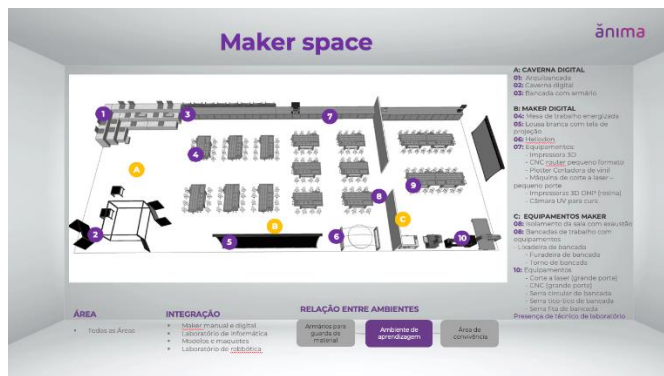 Maker space
ănıma
A: CAVERNA DIGITAL
01: Arquibancada
02: Caverna digital
03: Bancada com armário
B: MAKER DIGITAL
04: Mesa de trabalho energizada
05: Lousa branca com tela de
projeção
06: Heliodon
07: Equipamentos:
- Impressora 3D
- CNC router pequeno formato
- Plotter Cortadora de vinil
- Máquina de corte a laser –
pequeno porte
- Impressoras 3D ONP (resina)
- Câmara UV para cura
C: EQUIPAMENTOS MAKER
08: Isolamento da sala com exaustão
08: Bancadas de trabalho com
equipamentos
- Lixadeira de bancada
- Furadeira de bancada
- Torno de bancada
10: Equipamentos
- Corte a laser (grande porte)
- CNC (grande porte)
- Serra circular de bancada
- Serra tico-tico de bancada
- Serra fita de bancada
Presença de técnico de laboratório
1
3
7
4
A
9
8
2
5
B
6
C
10
ÁREA
• Todas as Áreas
INTEGRAÇÃO
• Maker manual e digital
• Laboratório de informática
• Modelos e maquetes
• Laboratório de robbótica
RELAÇÃO ENTRE AMBIENTES
Armários para
guarda de
material
Ambiente de
aprendizagem
Área de
convivência